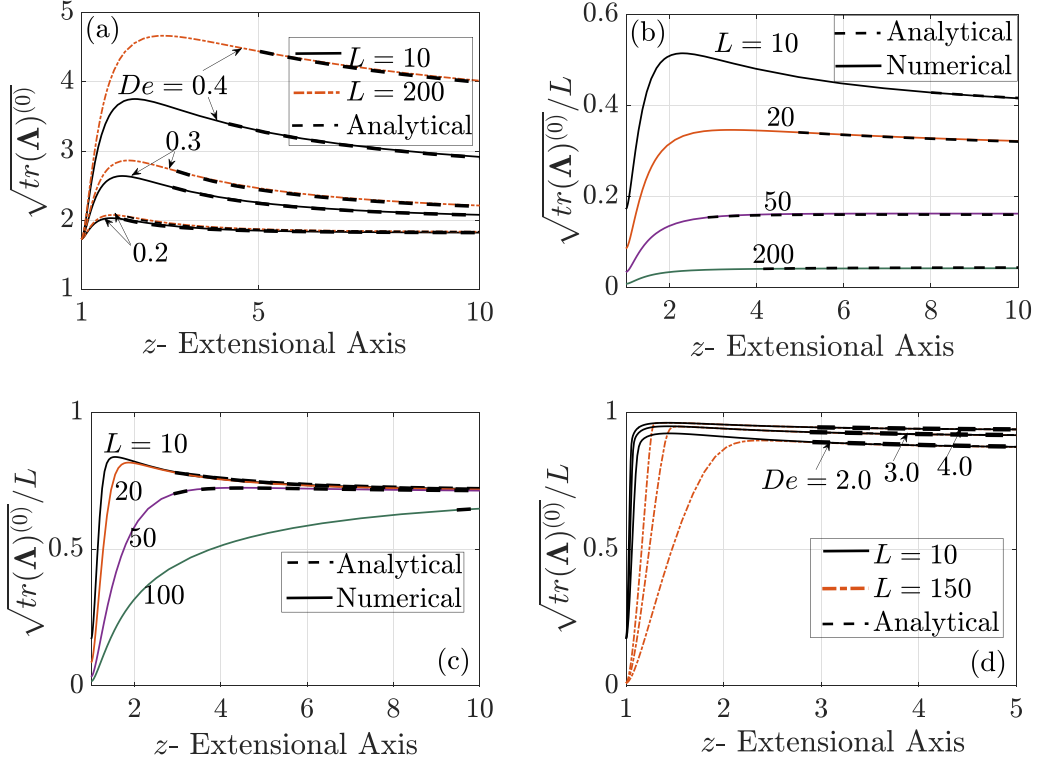 (a)
√tr(Λ)^(0)
5
4
3
2
1
De = 0.4
0.3
0.2
L = 10
L = 200
Analytical
1 5 10
z- Extensional Axis
(b)
√tr(Λ)^(0)/L
0.6
0.4
0.2
0
L = 10
20
50
200
Analytical
Numerical
2 4 6 8 10
z- Extensional Axis
√tr(Λ)^(0)/L
1
0.5
0
L = 10
20
50
100
Analytical
Numerical
(c)
2 4 6 8 10
z- Extensional Axis
√tr(Λ)^(0)/L
1
0.5
0
De = 2.0
3.0
4.0
L = 10
L = 150
Analytical
(d)
1 2 3 4 5
z- Extensional Axis